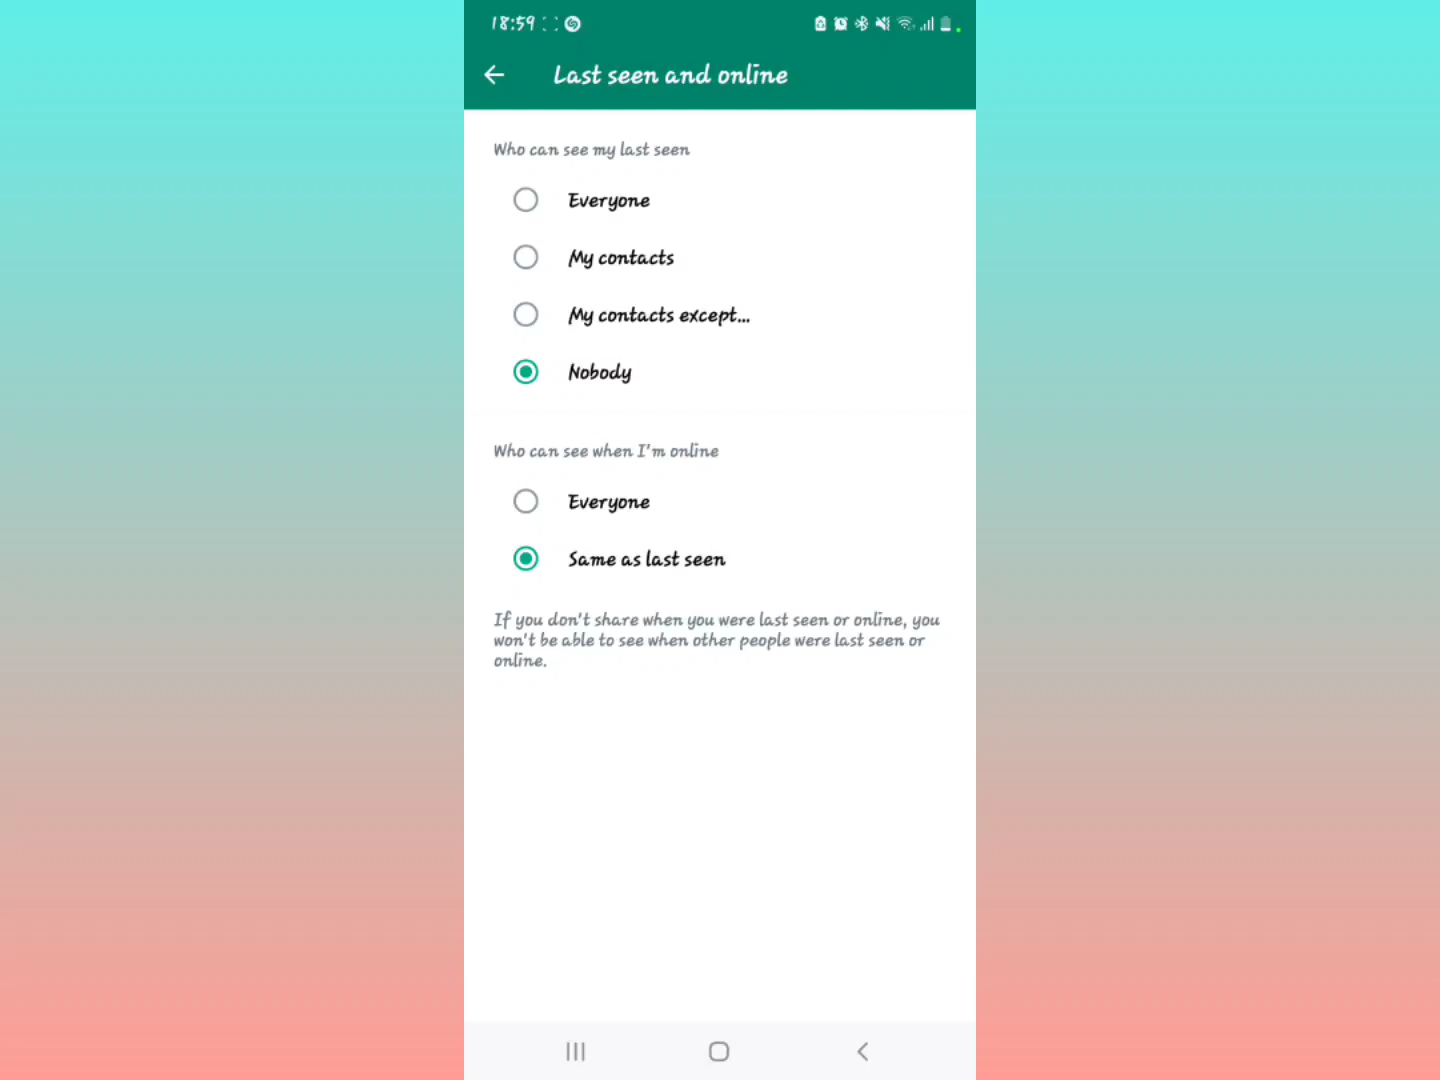 18:59
Last seen and online
Who can see my last seen
Everyone
My contacts
My contacts except...
Nobody
Who can see when I'm online
Everyone
Same as last seen
If you don't share when you were last seen or online, you
won't be able to see when other people were last seen or
online.